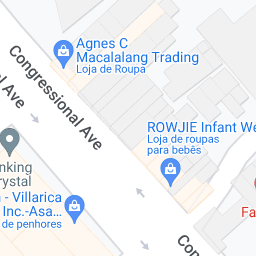 Agnes C
Macalalang Trading
Loja de Roupa
Congressional Ave
Ave
ROWJIE Infant We
Loja de roupas
para bebês
nking
rystal
- Villarica
Inc.-Asa...
de penhores
Fa
Con